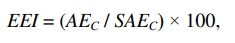 EEI = (AE_C / SAE_C) × 100,